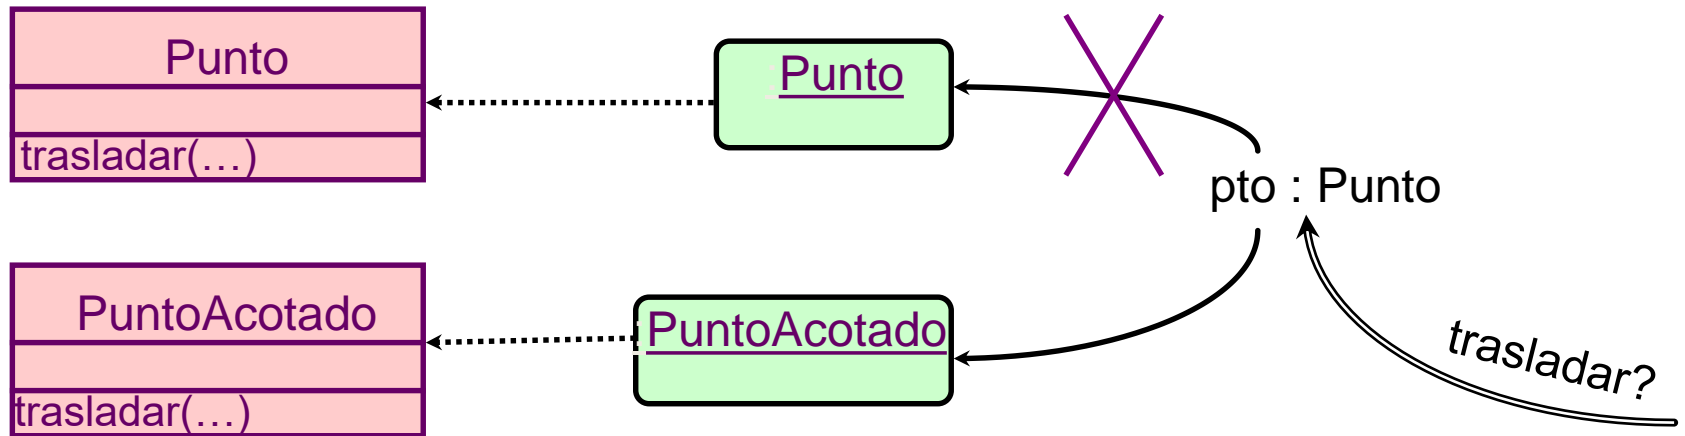 Punto
trasladar(…)
Punto
pto : Punto
PuntoAcotado
trasladar(…)
PuntoAcotado
trasladar?